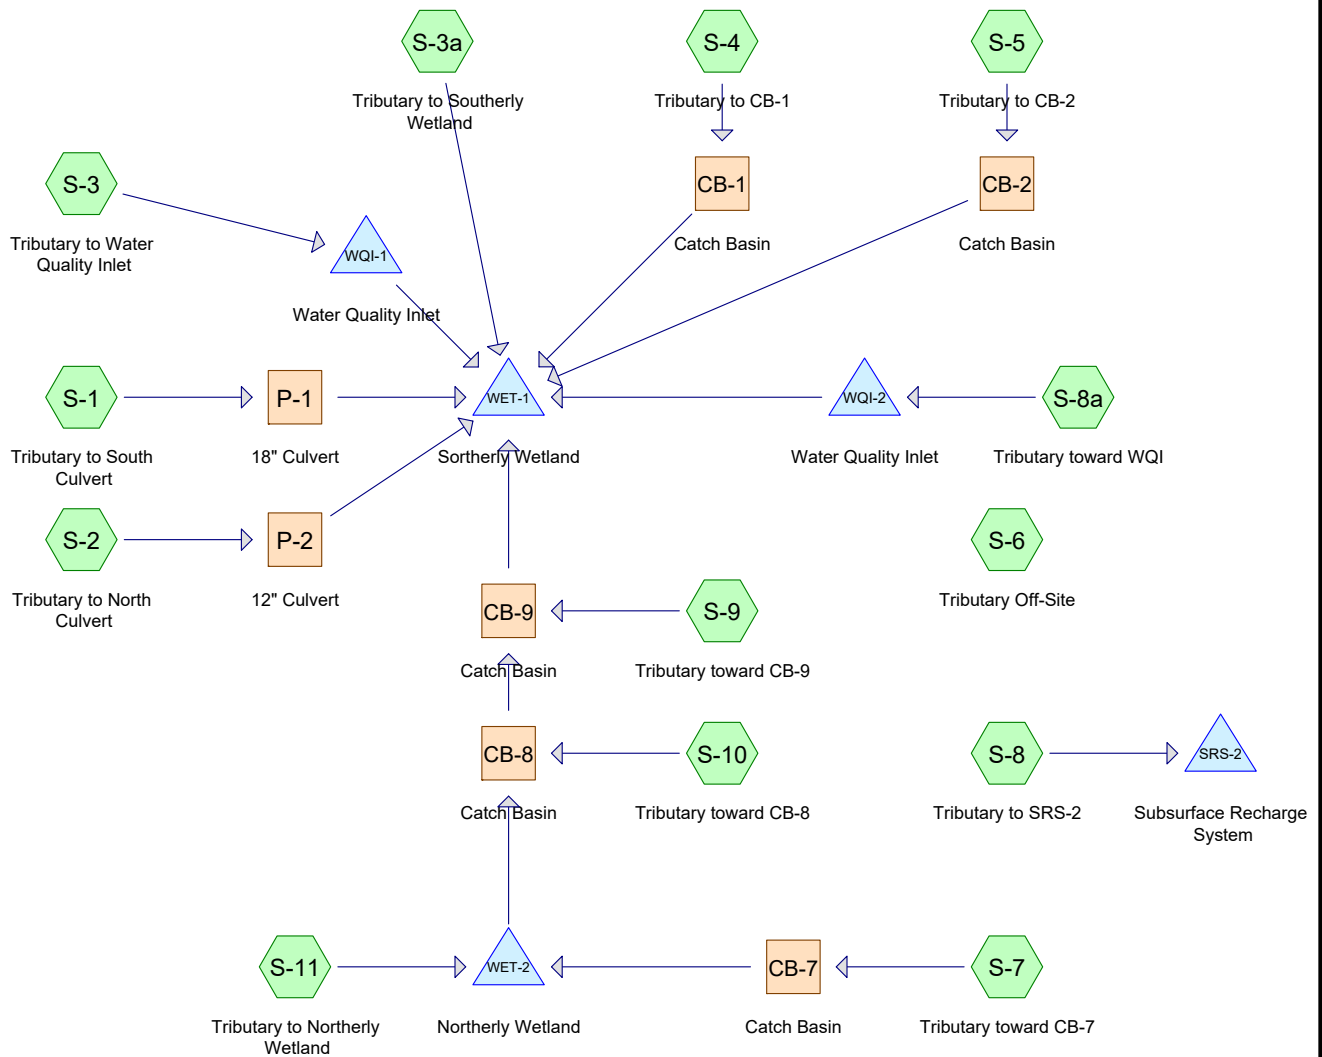 S-3a
S-4
S-5
Tributary to Southerly
Wetland
Tributary to CB-1
Tributary to CB-2
S-3
CB-1
CB-2
Tributary to Water
Quality Inlet
WQI-1
Catch Basin
Catch Basin
Water Quality Inlet
S-1
P-1
WET-1
WQI-2
S-8a
Tributary to South
Culvert
18" Culvert
Sortherly Wetland
Water Quality Inlet
Tributary toward WQI
S-2
P-2
S-6
Tributary to North
Culvert
12" Culvert
Tributary Off-Site
CB-9
S-9
Catch Basin
Tributary toward CB-9
CB-8
S-10
S-8
SRS-2
Catch Basin
Tributary toward CB-8
Tributary to SRS-2
Subsurface Recharge
System
S-11
WET-2
CB-7
S-7
Tributary to Northerly
Wetland
Northerly Wetland
Catch Basin
Tributary toward CB-7